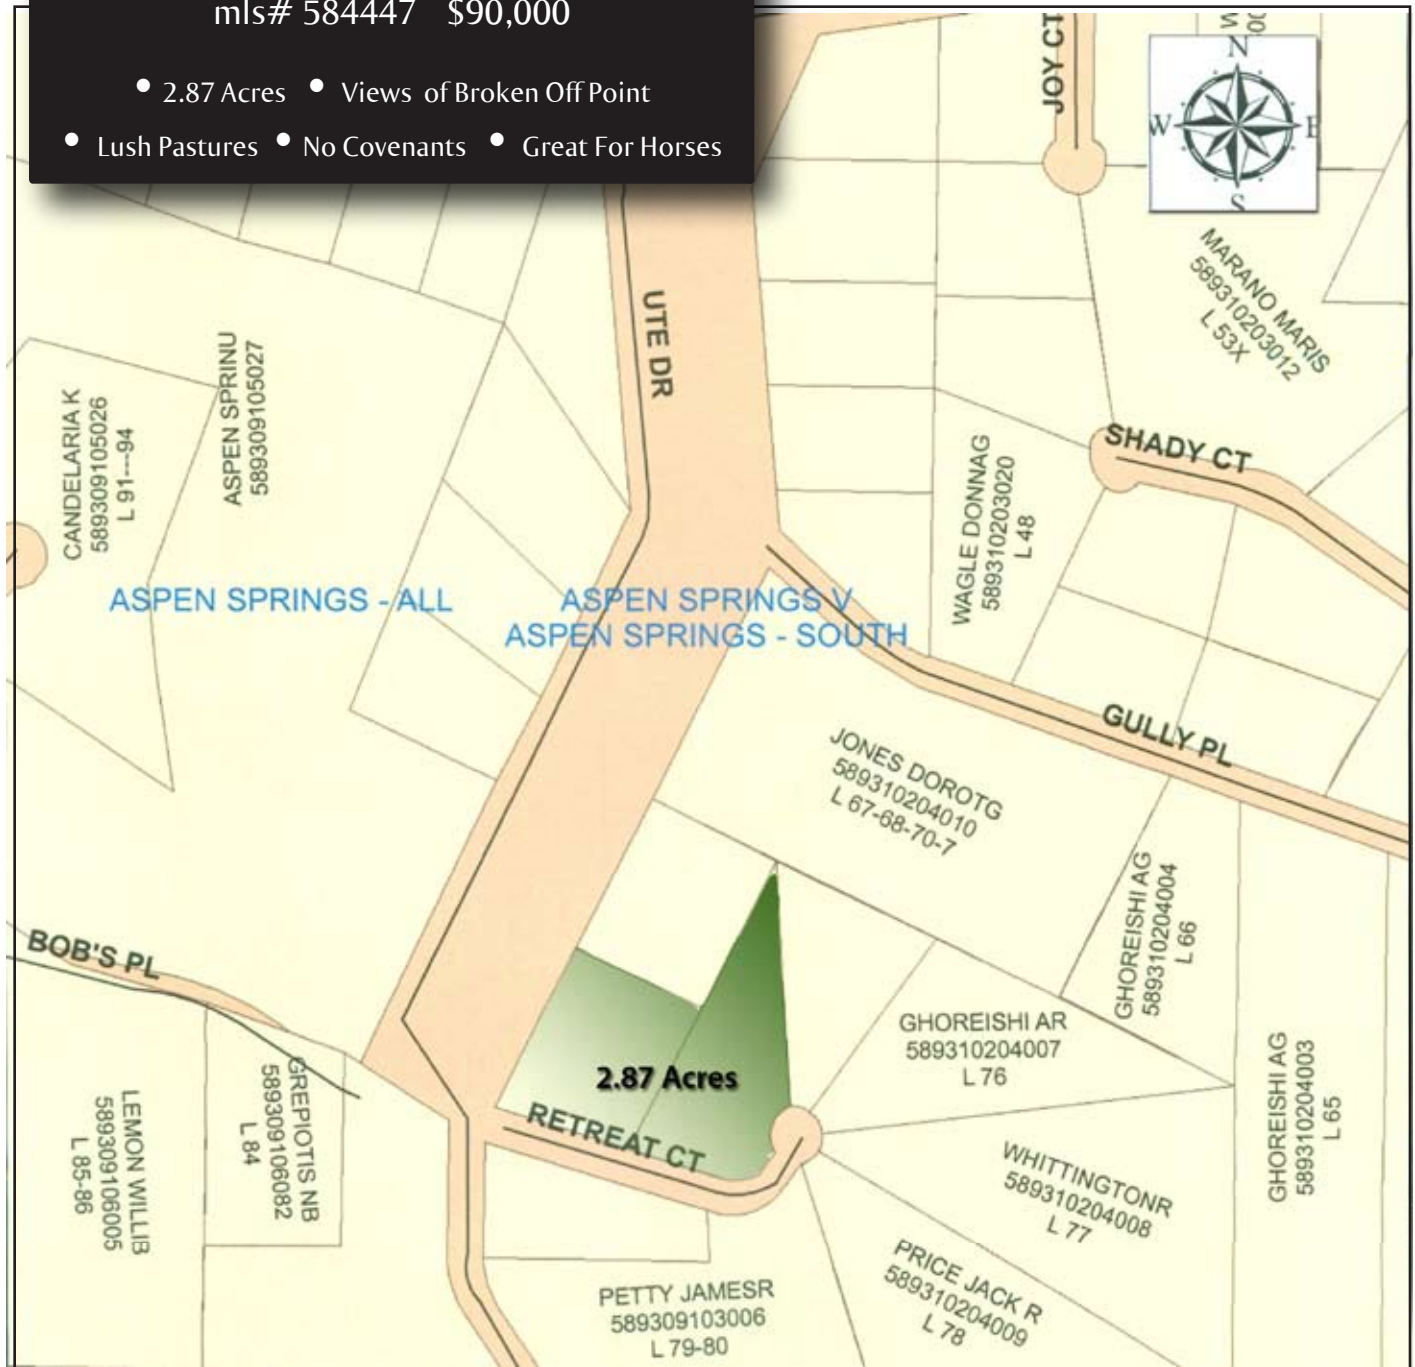 mls# 584447 $90,000
• 2.87 Acres • Views of Broken Off Point
• Lush Pastures • No Covenants • Great For Horses
JOY CT
N
W
E
S
MARANO MARIS
589310203012
L 53X
UTE DR
CANDELARIA K
589309105026
L 91---94
ASPEN SPRINU
589309105027
SHADY CT
WAGLE DONNAG
589310203020
L 48
ASPEN SPRINGS - ALL
ASPEN SPRINGS V
ASPEN SPRINGS - SOUTH
GULLY PL
JONES DOROTG
589310204010
L 67-68-70-7
GHOREISHI AG
589310204004
L 66
BOB'S PL
GHOREISHI AR
589310204007
L 76
2.87 Acres
GREPIOTIS NB
589309106082
L 84
LEMON WILLIB
589309106005
L 85-86
RETREAT CT
GHOREISHI AG
589310204003
L 65
WHITTINGTONR
589310204008
L 77
PRICE JACK R
589310204009
L 78
PETTY JAMESR
589309103006
L 79-80